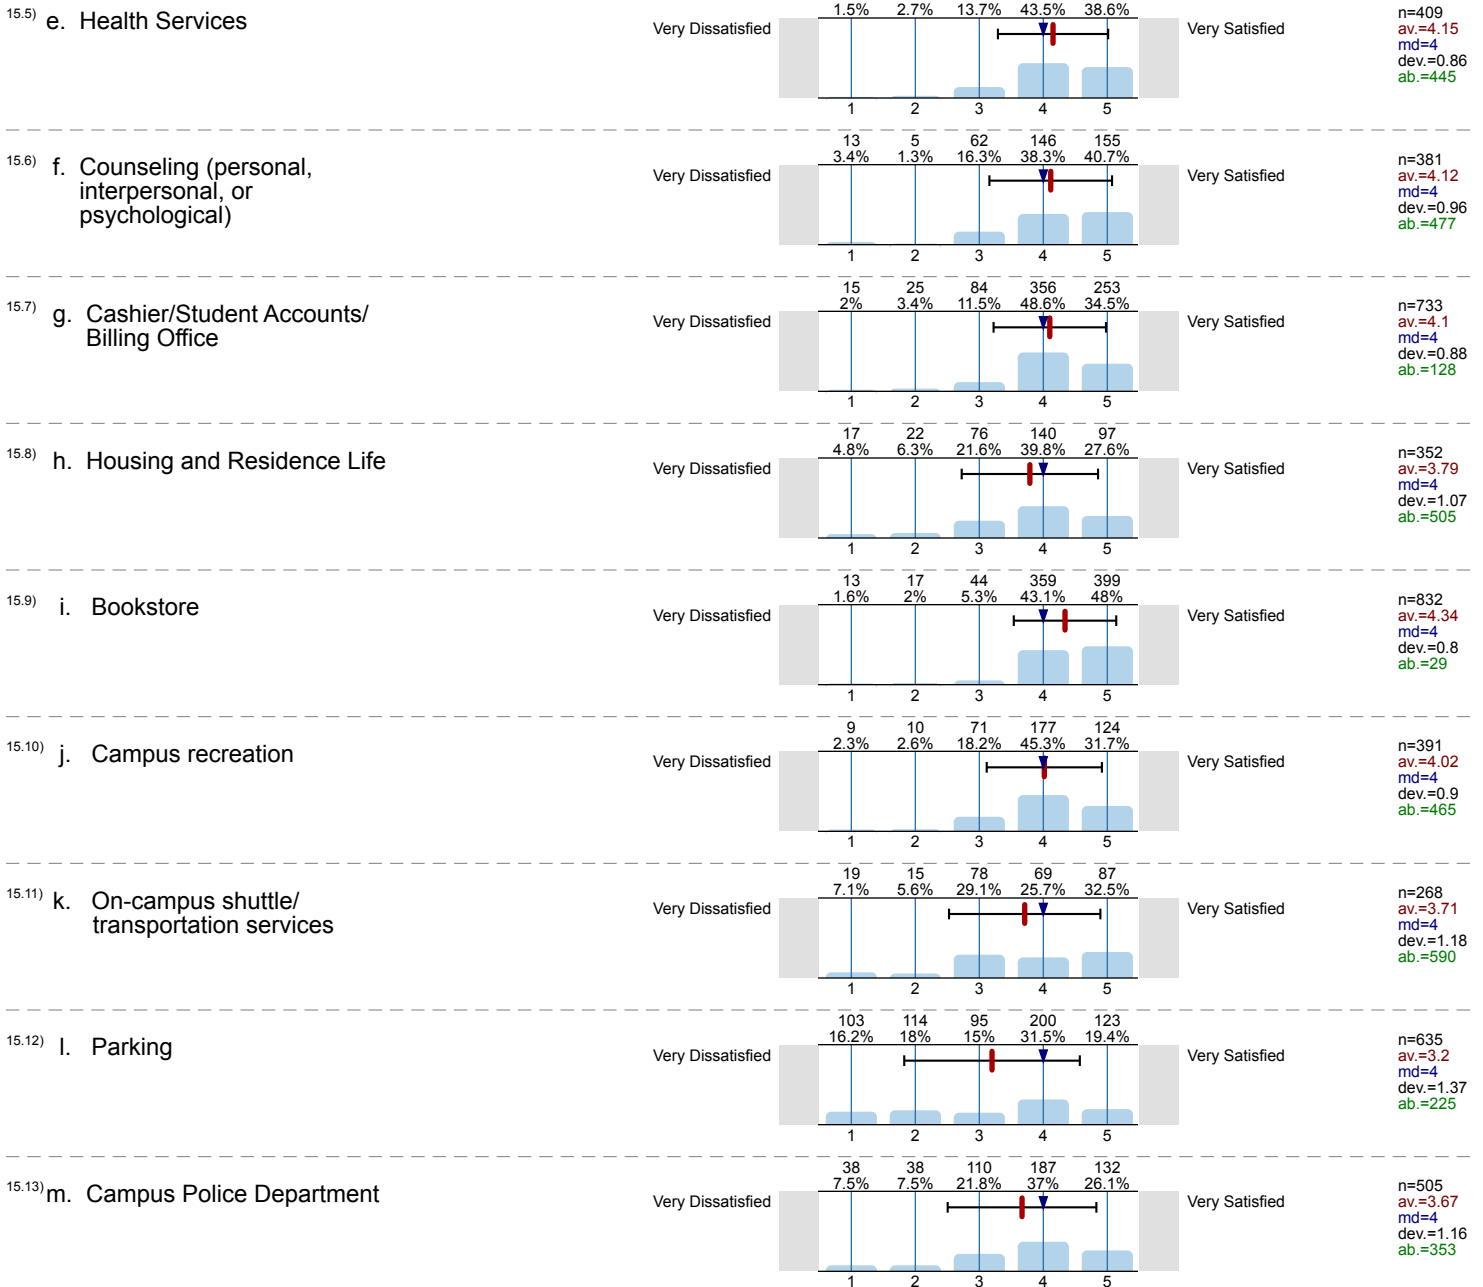 15.5) e. Health Services
Very Dissatisfied
1.5% 2.7% 13.7% 43.5% 38.6%
1 2 3 4 5
Very Satisfied
n=409
av.=4.15
md=4
dev.=0.86
ab.=445
15.6) f. Counseling (personal,
interpersonal, or
psychological)
Very Dissatisfied
13 5 62 146 155
3.4% 1.3% 16.3% 38.3% 40.7%
1 2 3 4 5
Very Satisfied
n=381
av.=4.12
md=4
dev.=0.96
ab.=477
15.7) g. Cashier/Student Accounts/
Billing Office
Very Dissatisfied
15 25 84 356 253
2% 3.4% 11.5% 48.6% 34.5%
1 2 3 4 5
Very Satisfied
n=733
av.=4.1
md=4
dev.=0.88
ab.=128
15.8) h. Housing and Residence Life
Very Dissatisfied
17 22 76 140 97
4.8% 6.3% 21.6% 39.8% 27.6%
1 2 3 4 5
Very Satisfied
n=352
av.=3.79
md=4
dev.=1.07
ab.=505
15.9) i. Bookstore
Very Dissatisfied
13 17 44 359 399
1.6% 2% 5.3% 43.1% 48%
1 2 3 4 5
Very Satisfied
n=832
av.=4.34
md=4
dev.=0.8
ab.=29
15.10) j. Campus recreation
Very Dissatisfied
9 10 71 177 124
2.3% 2.6% 18.2% 45.3% 31.7%
1 2 3 4 5
Very Satisfied
n=391
av.=4.02
md=4
dev.=0.9
ab.=465
15.11) k. On-campus shuttle/
transportation services
Very Dissatisfied
19 15 78 69 87
7.1% 5.6% 29.1% 25.7% 32.5%
1 2 3 4 5
Very Satisfied
n=268
av.=3.71
md=4
dev.=1.18
ab.=590
15.12) l. Parking
Very Dissatisfied
103 114 95 200 123
16.2% 18% 15% 31.5% 19.4%
1 2 3 4 5
Very Satisfied
n=635
av.=3.2
md=4
dev.=1.37
ab.=225
15.13) m. Campus Police Department
Very Dissatisfied
38 38 110 187 132
7.5% 7.5% 21.8% 37% 26.1%
1 2 3 4 5
Very Satisfied
n=505
av.=3.67
md=4
dev.=1.16
ab.=353